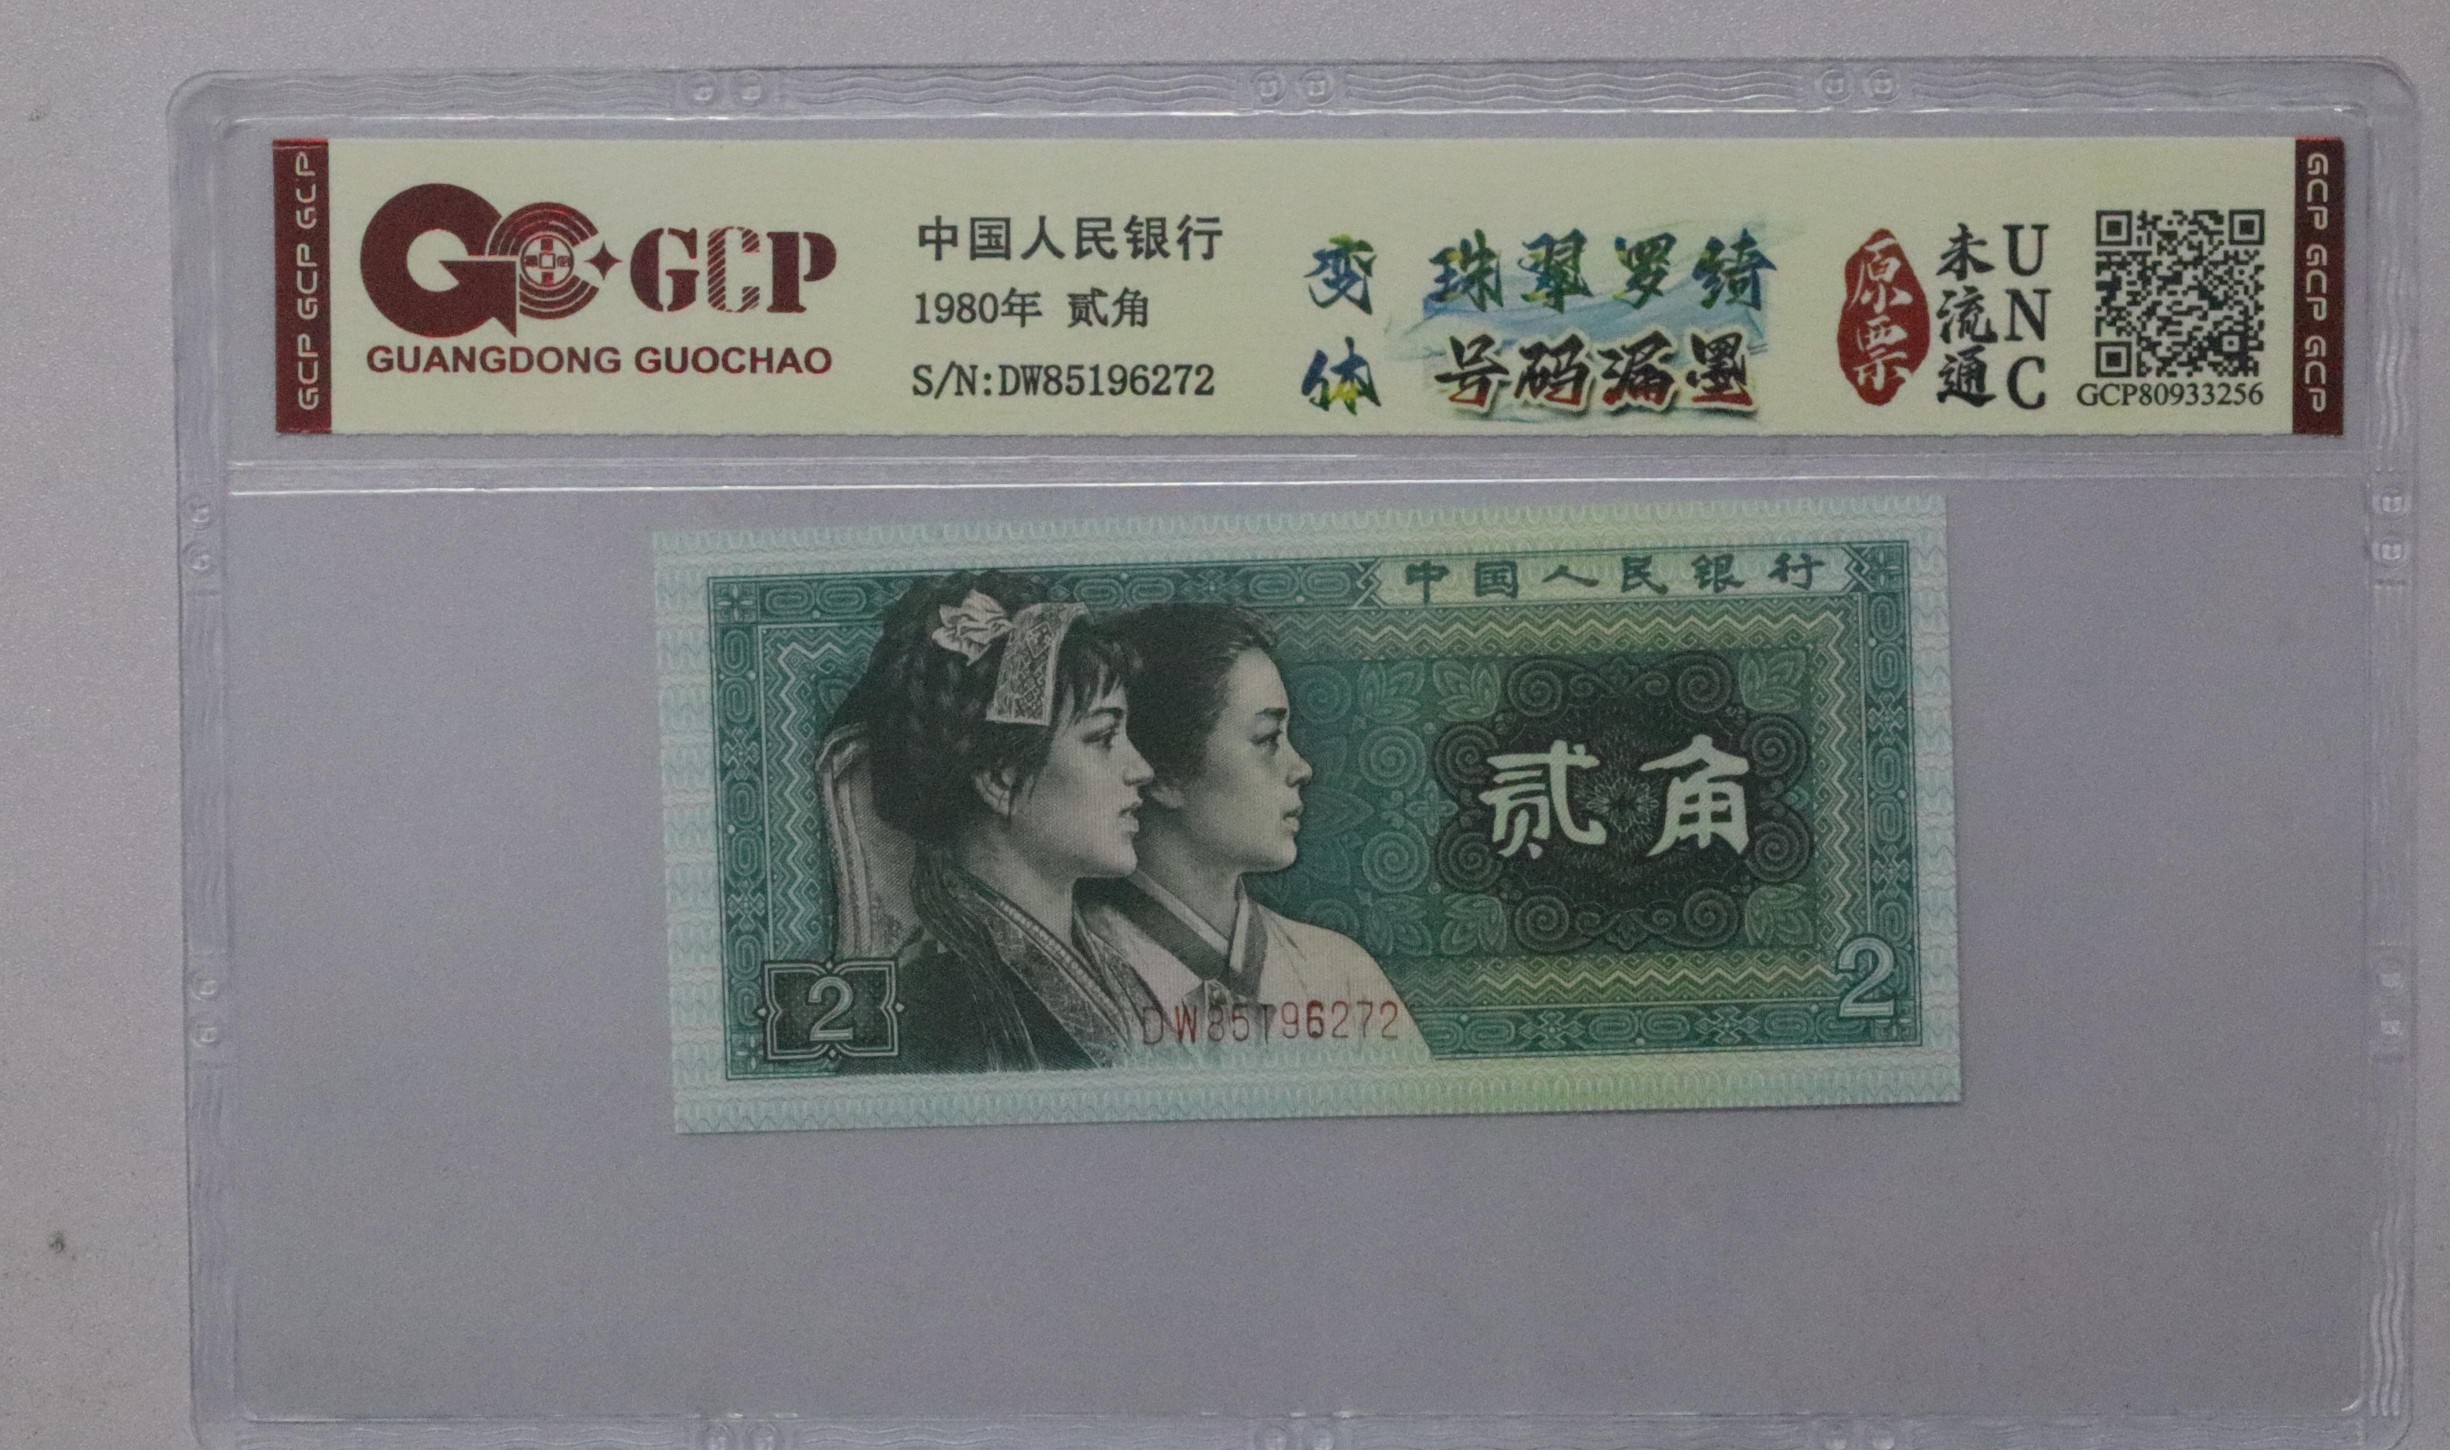 GCP GCP GCP
GCP
GUANGDONG GUOCHAO
中国人民银行
1980年 贰角
S/N:DW85196272
变体
珠翠罗绮
号码漏墨
原票
未流通
UNC
GCP80933256
GCP GCP GCP
中国人民银行
贰角
2
2
DW85196272